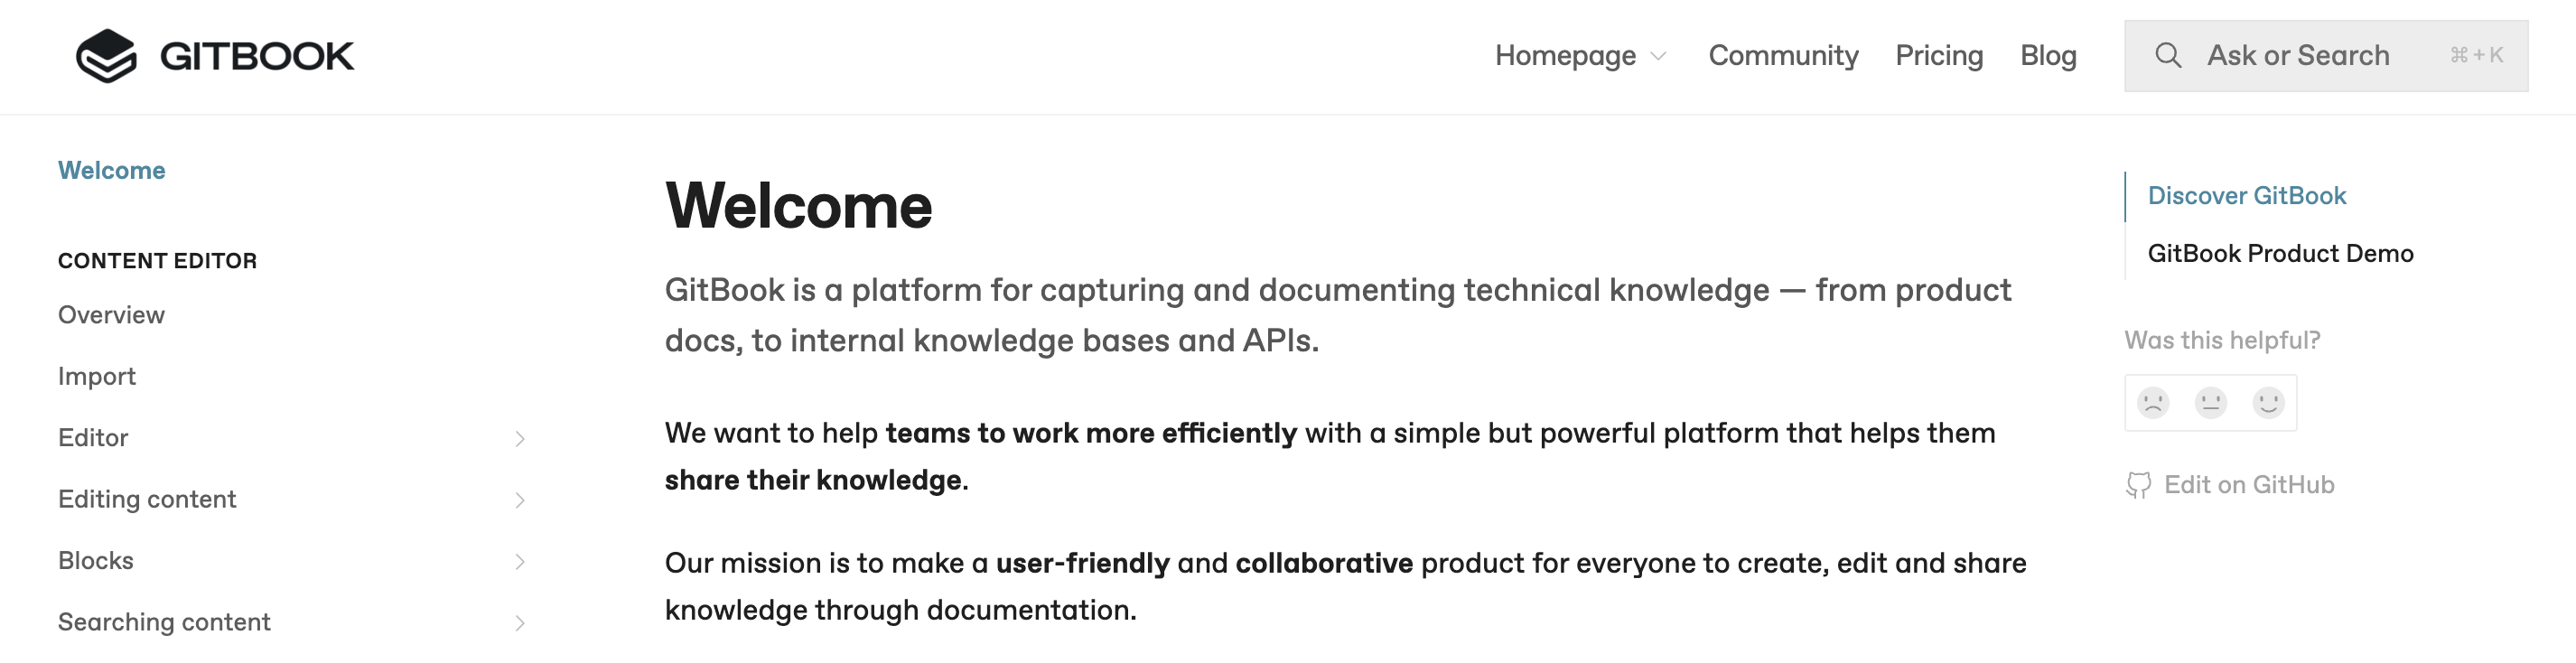 GITBOOK
Homepage
Community
Pricing
Blog
Ask or Search
⌘+K
Welcome
CONTENT EDITOR
Overview
Import
Editor
Editing content
Blocks
Searching content
Welcome
GitBook is a platform for capturing and documenting technical knowledge — from product
docs, to internal knowledge bases and APIs.
We want to help teams to work more efficiently with a simple but powerful platform that helps them
share their knowledge.
Our mission is to make a user-friendly and collaborative product for everyone to create, edit and share
knowledge through documentation.
Discover GitBook
GitBook Product Demo
Was this helpful?
Edit on GitHub